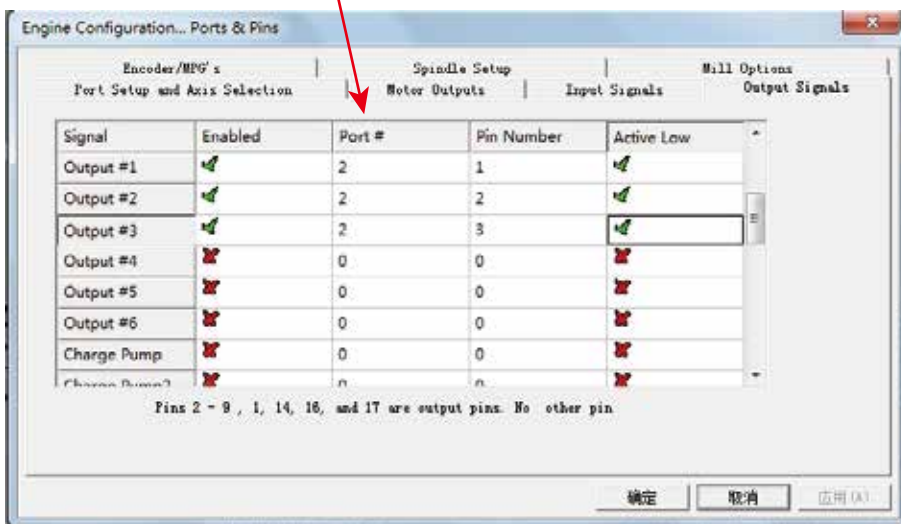 Engine Configuration... Ports & Pins
Encoder/MPG's | Spindle Setup | Mill Options
Port Setup and Axis Selection | Motor Outputs | Input Signals Output Signals
Signal Enabled Port # Pin Number Active Low
Output #1 2 1
Output #2 2 2
Output #3 2 3
Output #4 0 0
Output #5 0 0
Output #6 0 0
Charge Pump 0 0
Charge Pump2 0 0
Pins 2 - 9 , 1, 14, 16, and 17 are output pins. No other pin
确定 取消 应用(A)